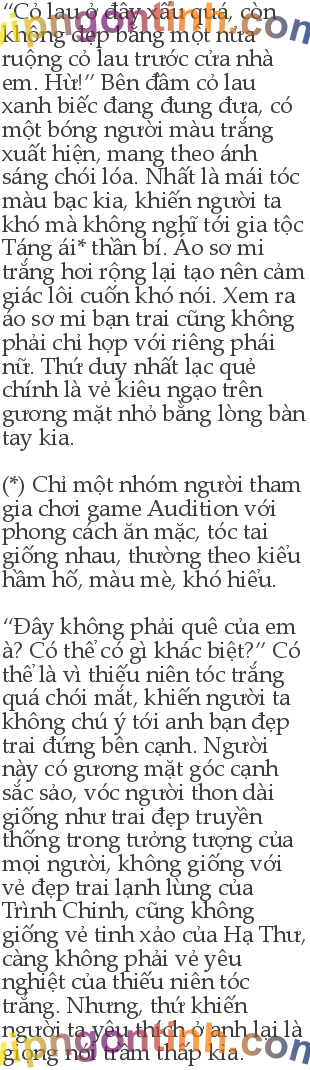 “Cỏ lau ở đây xấu quá, còn
không đẹp bằng một nửa
ruộng cỏ lau trước cửa nhà
em. Hừ!” Bên đầm cỏ lau
xanh biếc đang đung đưa, có
một bóng người màu trắng
xuất hiện, mang theo ánh
sáng chói lóa. Nhất là mái tóc
màu bạc kia, khiến người ta
khó mà không nghĩ tới gia tộc
Táng ái* thần bí. Áo sơ mi
trắng hơi rộng lại tạo nên cảm
giác lôi cuốn khó nói. Xem ra
áo sơ mi bạn trai cũng không
phải chỉ hợp với riêng phái
nữ. Thứ duy nhất lạc quẻ
chính là vẻ kiêu ngạo trên
gương mặt nhỏ bằng lòng bàn
tay kia.
(*) Chỉ một nhóm người tham
gia chơi game Audition với
phong cách ăn mặc, tóc tai
giống nhau, thường theo kiểu
hầm hố, màu mè, khó hiểu.
“Đây không phải quê của em
à? Có thể có gì khác biệt?” Có
thể là vì thiếu niên tóc trắng
quá chói mắt, khiến người ta
không chú ý tới anh bạn đẹp
trai đứng bên cạnh. Người
này có gương mặt góc cạnh
sắc sảo, vóc người thon dài
giống như trai đẹp truyền
thống trong tưởng tượng của
mọi người, không giống với
vẻ đẹp trai lạnh lùng của
Trình Chinh, cũng không
giống vẻ tinh xảo của Hạ Thư,
càng không phải vẻ yêu
nghiệt của thiếu niên tóc
trắng. Nhưng, thứ khiến
người ta yêu thích ở anh lại là
giọng nói trầm thấp kia.
vipngontinh.com
vipngontinh.com